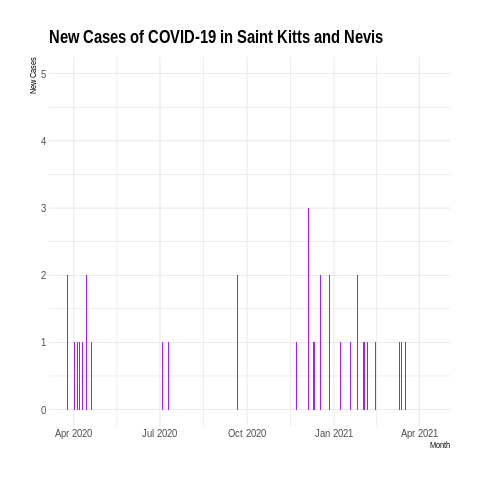 New Cases of COVID-19 in Saint Kitts and Nevis
New Cases
5
4
3
2
1
0
Apr 2020 Jul 2020 Oct 2020 Jan 2021 Apr 2021
Month